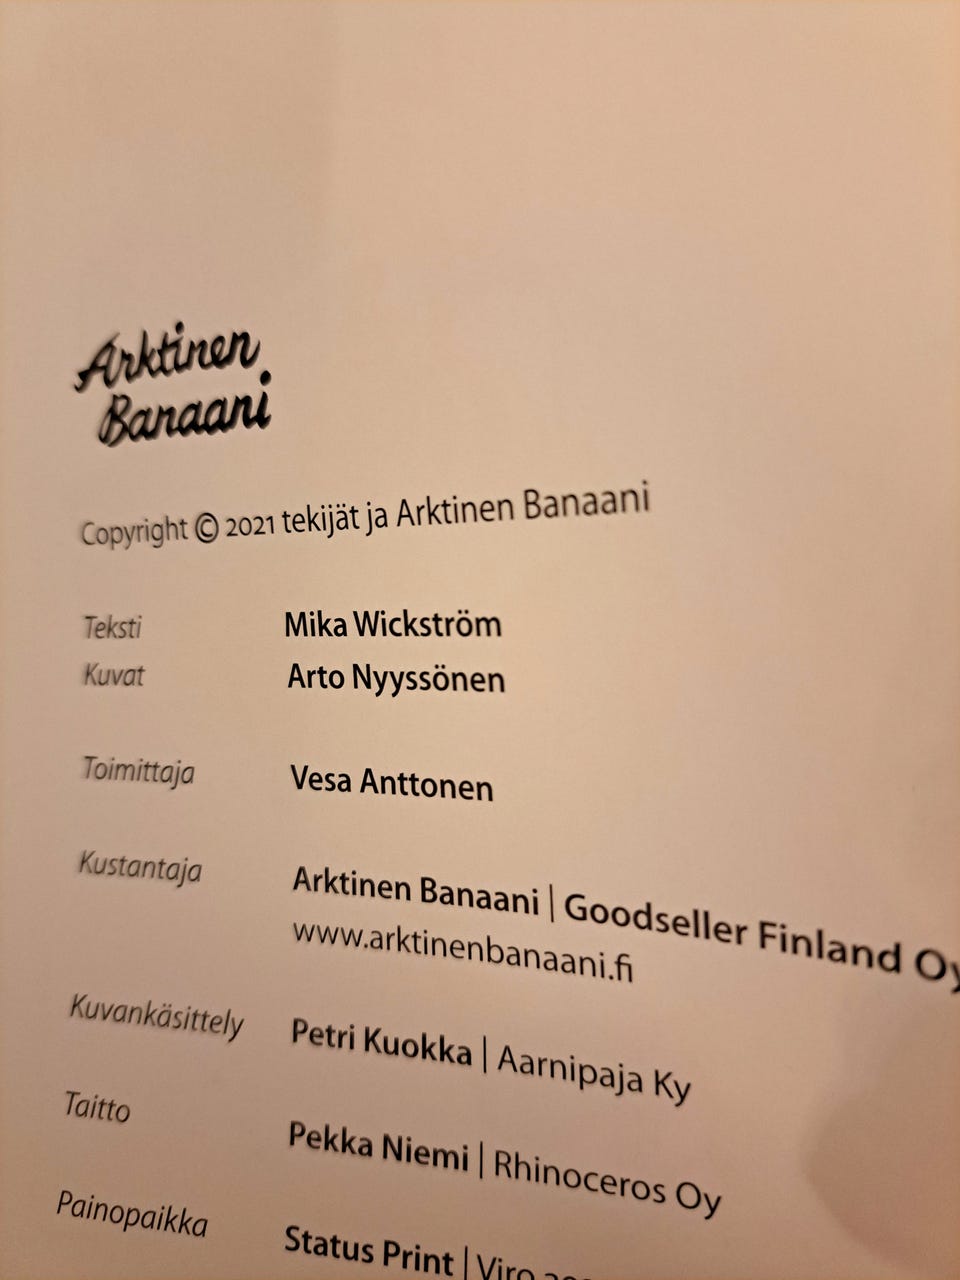 Arktinen
Banaani
Copyright © 2021 tekijät ja Arktinen Banaani
Teksti Mika Wickström
Kuvat Arto Nyyssönen
Toimittaja Vesa Anttonen
Kustantaja Arktinen Banaani | Goodseller Finland Oy
www.arktinenbanaani.fi
Kuvankäsittely Petri Kuokka | Aarnipaja Ky
Taitto Pekka Niemi | Rhinoceros Oy
Painopaikka Status Print | Viro